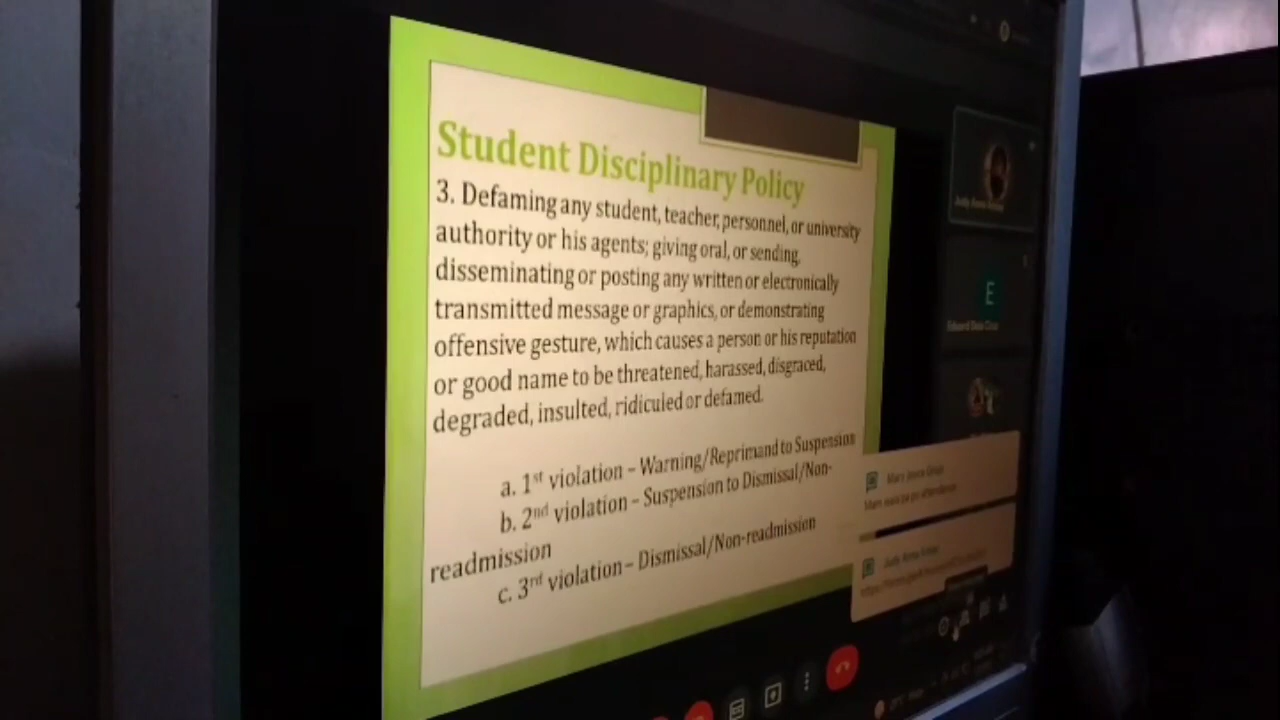 Student Disciplinary Policy
3. Defaming any student, teacher, personnel, or university
authority or his agents; giving oral, or sending,
disseminating or posting any written or electronically
transmitted message or graphics, or demonstrating
offensive gesture, which causes a person or his reputation
or good name to be threatened, harassed, disgraced,
degraded, insulted, ridiculed or defamed.
a. 1st violation – Warning/Reprimand to Suspension
b. 2nd violation – Suspension to Dismissal/Non-
readmission
c. 3rd violation – Dismissal/Non-readmission
E